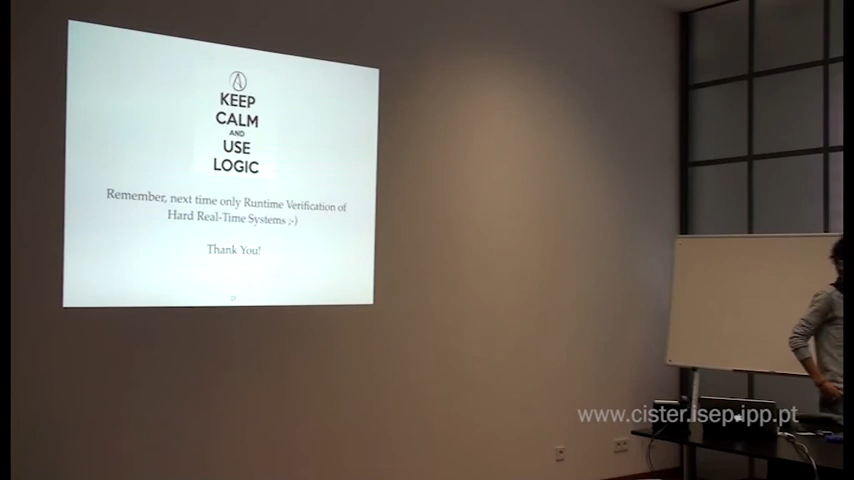 KEEP
CALM
AND
USE
LOGIC
Remember, next time only Runtime Verification of
Hard Real-Time Systems ;-)
Thank You!
www.cister.isep.ipp.pt